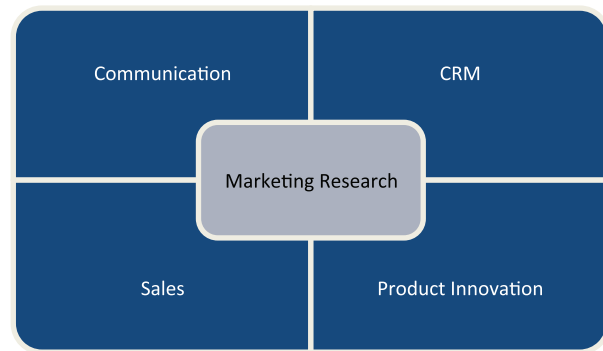 Communication
CRM
Marketing Research
Sales
Product Innovation